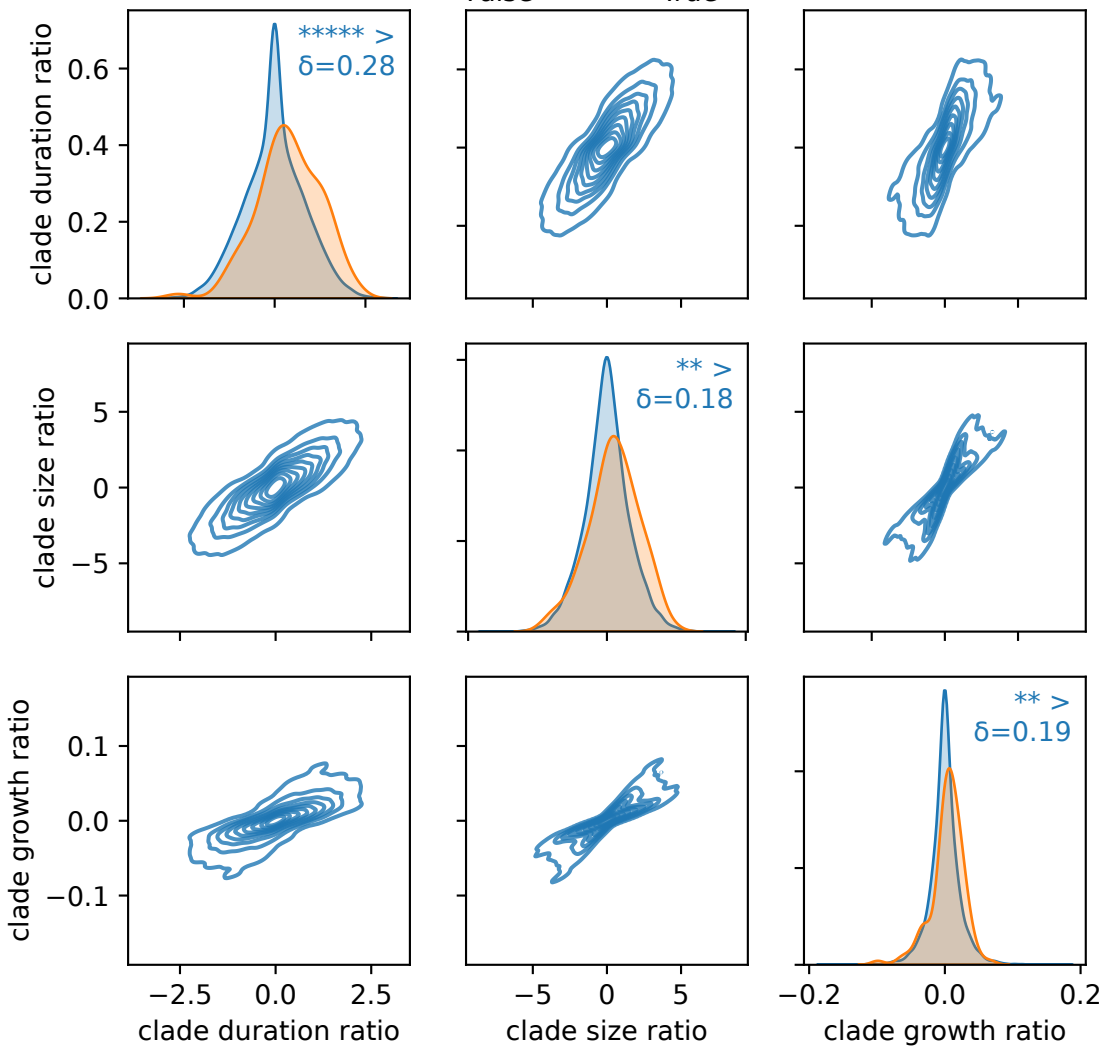 clade duration ratio
0.6
0.4
0.2
0.0
***** >
δ=0.28
clade size ratio
5
0
−5
** >
δ=0.18
clade growth ratio
0.1
0.0
−0.1
** >
δ=0.19
−2.5 0.0 2.5
−5 0 5
−0.2 0.0 0.2
clade duration ratio
clade size ratio
clade growth ratio